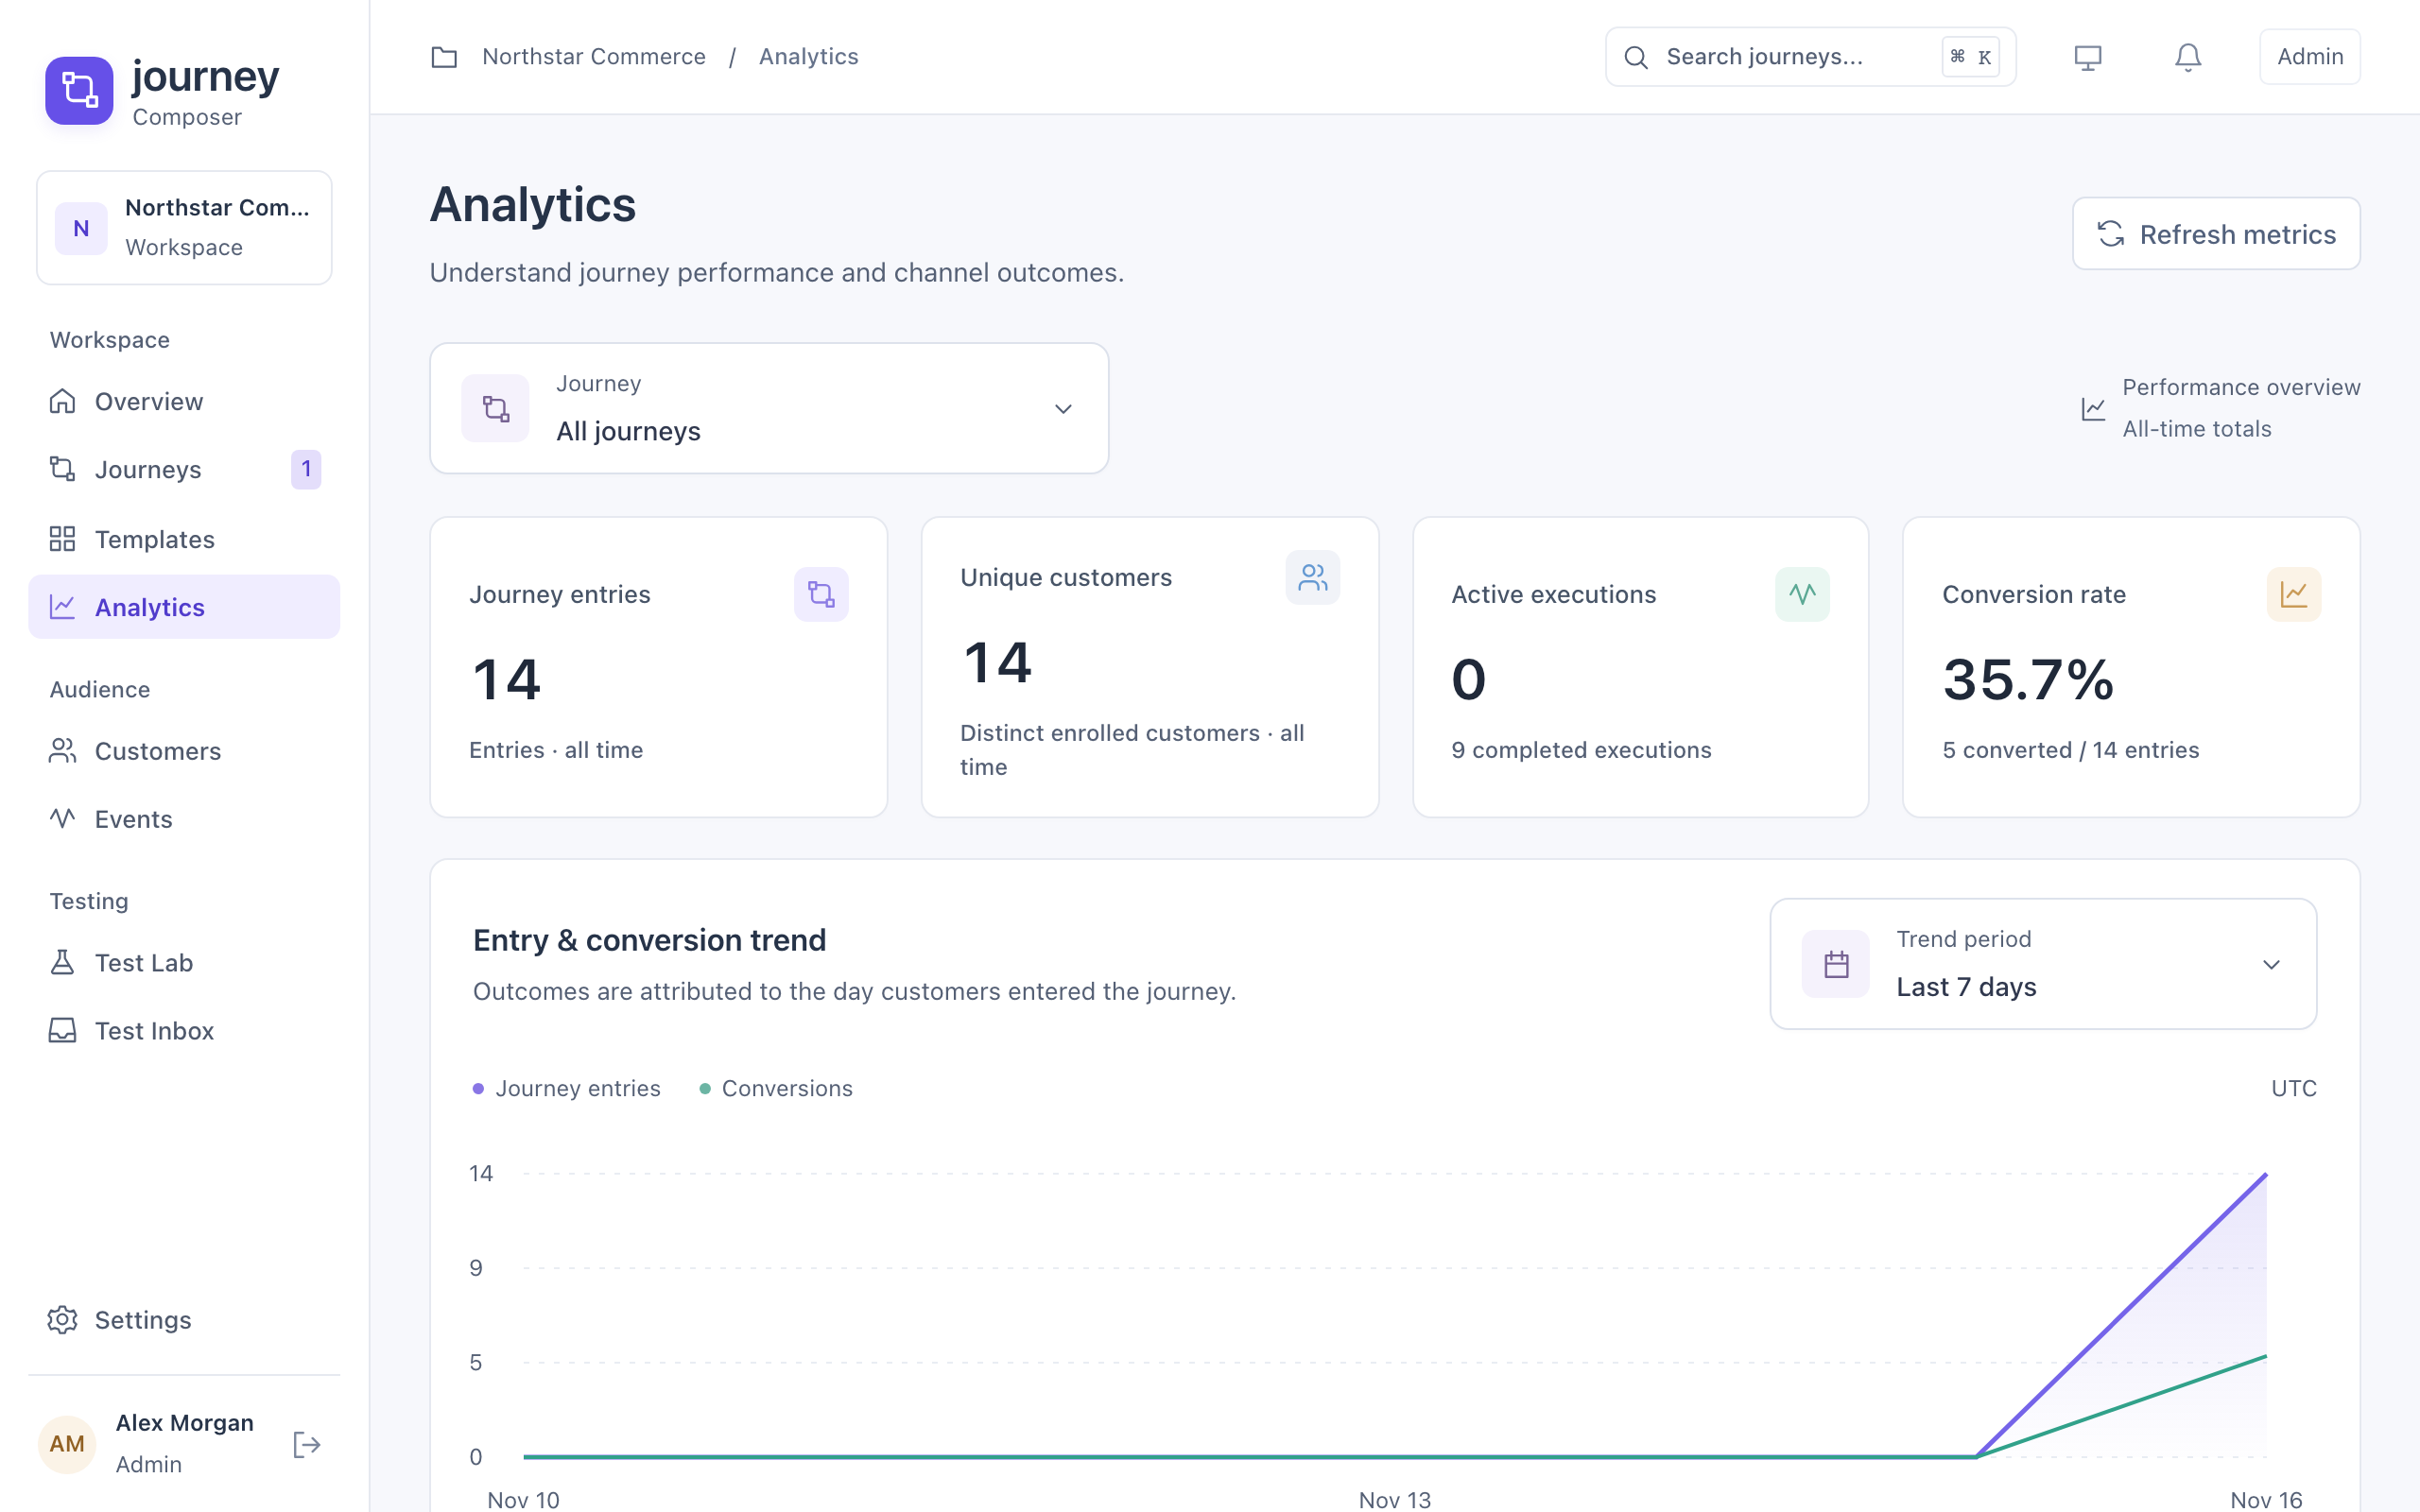 journey
Composer
N
Northstar Com...
Workspace
Workspace
Overview
Journeys
1
Templates
Analytics
Audience
Customers
Events
Testing
Test Lab
Test Inbox
Settings
AM
Alex Morgan
Admin
Northstar Commerce / Analytics
Search journeys...
⌘ K
Admin
Analytics
Understand journey performance and channel outcomes.
Refresh metrics
Journey
All journeys
Performance overview
All-time totals
Journey entries
14
Entries · all time
Unique customers
14
Distinct enrolled customers · all
time
Active executions
0
9 completed executions
Conversion rate
35.7%
5 converted / 14 entries
Entry & conversion trend
Outcomes are attributed to the day customers entered the journey.
Trend period
Last 7 days
Journey entries
Conversions
UTC
14
9
5
0
Nov 10
Nov 13
Nov 16